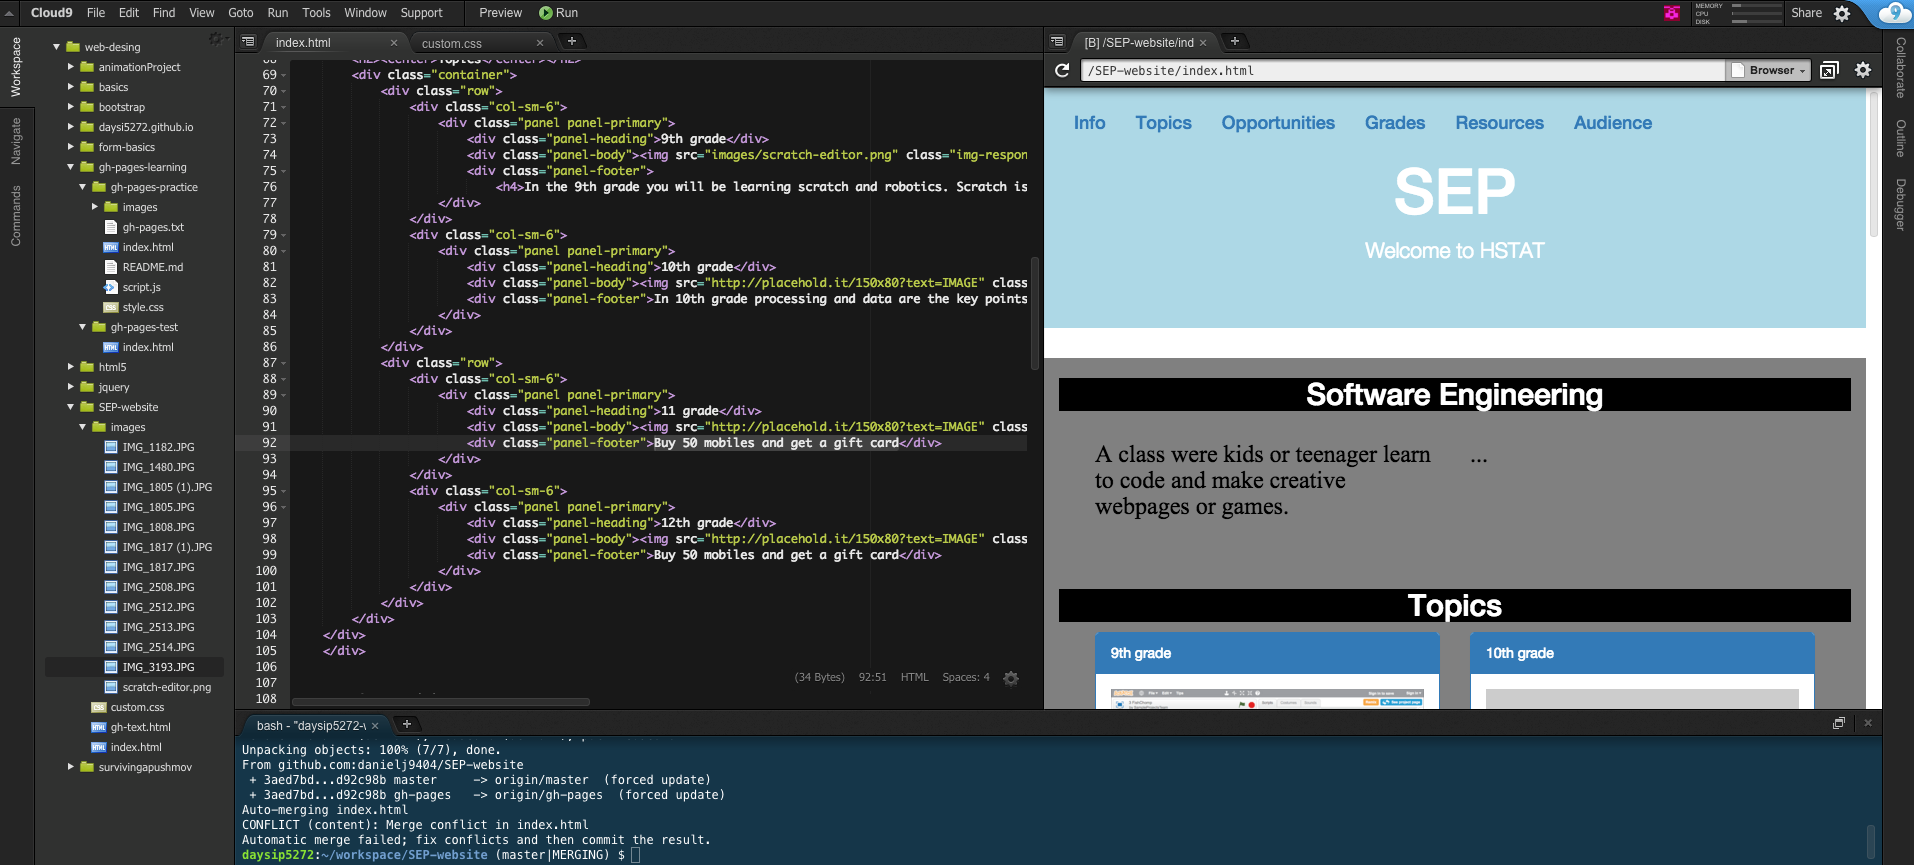 Cloud9 File Edit Find View Goto Run Tools Window Support Preview Run
MEMORY
CPU
DISK
Share
9
Workspace
Navigate
Commands
web-desing
animationProject
basics
bootstrap
daysi5272.github.io
form-basics
gh-pages-learning
gh-pages-practice
images
gh-pages.txt
index.html
README.md
script.js
style.css
gh-pages-test
index.html
html5
jquery
SEP-website
images
IMG_1182.JPG
IMG_1480.JPG
IMG_1805 (1).JPG
IMG_1805.JPG
IMG_1808.JPG
IMG_1817 (1).JPG
IMG_1817.JPG
IMG_2508.JPG
IMG_2512.JPG
IMG_2513.JPG
IMG_2514.JPG
IMG_3193.JPG
scratch-editor.png
custom.css
gh-text.html
index.html
survivingapushmov
index.html × custom.css × +
68 <h2><center>Topics</center></h2>
69 <div class="container">
70 <div class="row">
71 <div class="col-sm-6">
72 <div class="panel panel-primary">
73 <div class="panel-heading">9th grade</div>
74 <div class="panel-body"><img src="images/scratch-editor.png" class="img-respon
75 <div class="panel-footer">
76 <h4>In the 9th grade you will be learning scratch and robotics. Scratch is
77 </div>
78 </div>
79 <div class="col-sm-6">
80 <div class="panel panel-primary">
81 <div class="panel-heading">10th grade</div>
82 <div class="panel-body"><img src="http://placehold.it/150x80?text=IMAGE" class
83 <div class="panel-footer">In 10th grade processing and data are the key points
84 </div>
85 </div>
86 </div>
87 <div class="row">
88 <div class="col-sm-6">
89 <div class="panel panel-primary">
90 <div class="panel-heading">11 grade</div>
91 <div class="panel-body"><img src="http://placehold.it/150x80?text=IMAGE" class
92 <div class="panel-footer">Buy 50 mobiles and get a gift card</div>
93 </div>
94 </div>
95 <div class="col-sm-6">
96 <div class="panel panel-primary">
97 <div class="panel-heading">12th grade</div>
98 <div class="panel-body"><img src="http://placehold.it/150x80?text=IMAGE" class
99 <div class="panel-footer">Buy 50 mobiles and get a gift card</div>
100 </div>
101 </div>
102 </div>
103 </div>
104 </div>
105 </div>
106
107
108
(34 Bytes) 92:51 HTML Spaces: 4
[B] /SEP-website/ind × +
/SEP-website/index.html Browser
Info Topics Opportunities Grades Resources Audience
SEP
Welcome to HSTAT
Software Engineering
A class were kids or teenager learn ...
to code and make creative
webpages or games.
Topics
9th grade 10th grade
Collaborate
Outline
Debugger
bash - "daysip5272-w × +
Unpacking objects: 100% (7/7), done.
From github.com:danielj9404/SEP-website
+ 3aed7bd...d92c98b master -> origin/master (forced update)
+ 3aed7bd...d92c98b gh-pages -> origin/gh-pages (forced update)
Auto-merging index.html
CONFLICT (content): Merge conflict in index.html
Automatic merge failed; fix conflicts and then commit the result.
daysip5272:~/workspace/SEP-website (master|MERGING) $